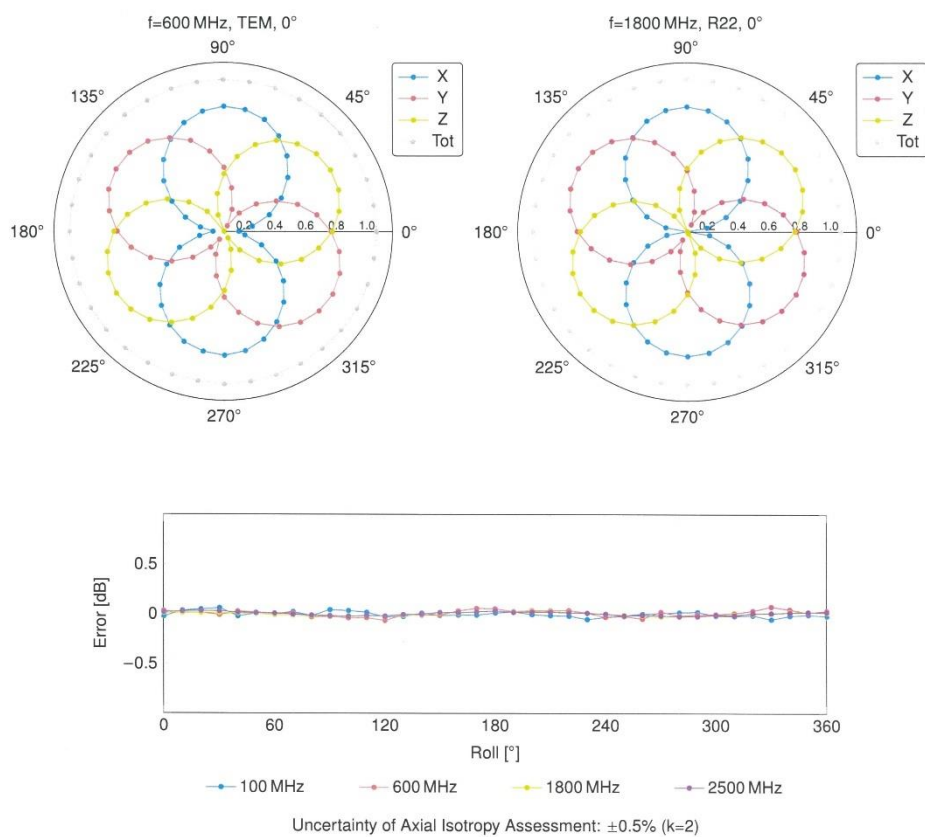 f=600 MHz, TEM, 0°
90°
135°
45°
X
Y
Z
Tot
180°
0.2 0.4 0.6 0.8 1.0
0°
225°
315°
270°
f=1800 MHz, R22, 0°
90°
135°
45°
X
Y
Z
Tot
180°
0.2 0.4 0.6 0.8 1.0
0°
225°
315°
270°
Error [dB]
0.5
0
−0.5
0 60 120 180 240 300 360
Roll [°]
100 MHz 600 MHz 1800 MHz 2500 MHz
Uncertainty of Axial Isotropy Assessment: ±0.5% (k=2)